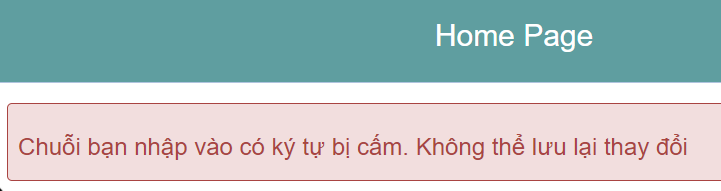 Home Page
Chuỗi bạn nhập vào có ký tự bị cấm. Không thể lưu lại thay đổi